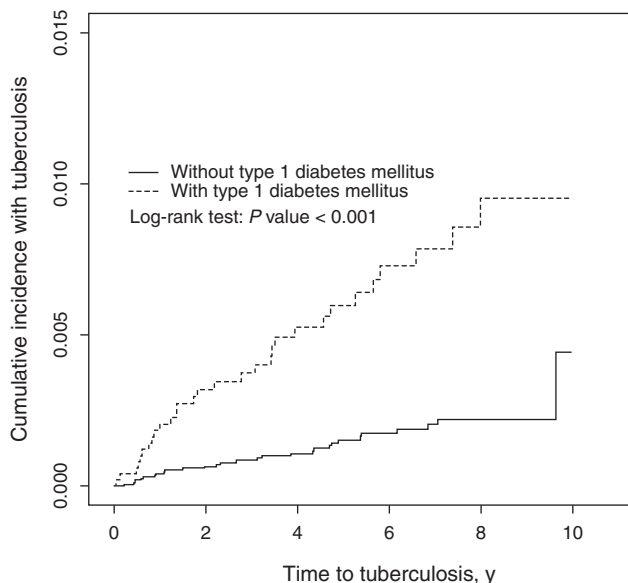 0.015
0.010
0.005
0.000
Cumulative incidence with tuberculosis
Without type 1 diabetes mellitus
With type 1 diabetes mellitus
Log-rank test: P value < 0.001
0 2 4 6 8 10
Time to tuberculosis, y